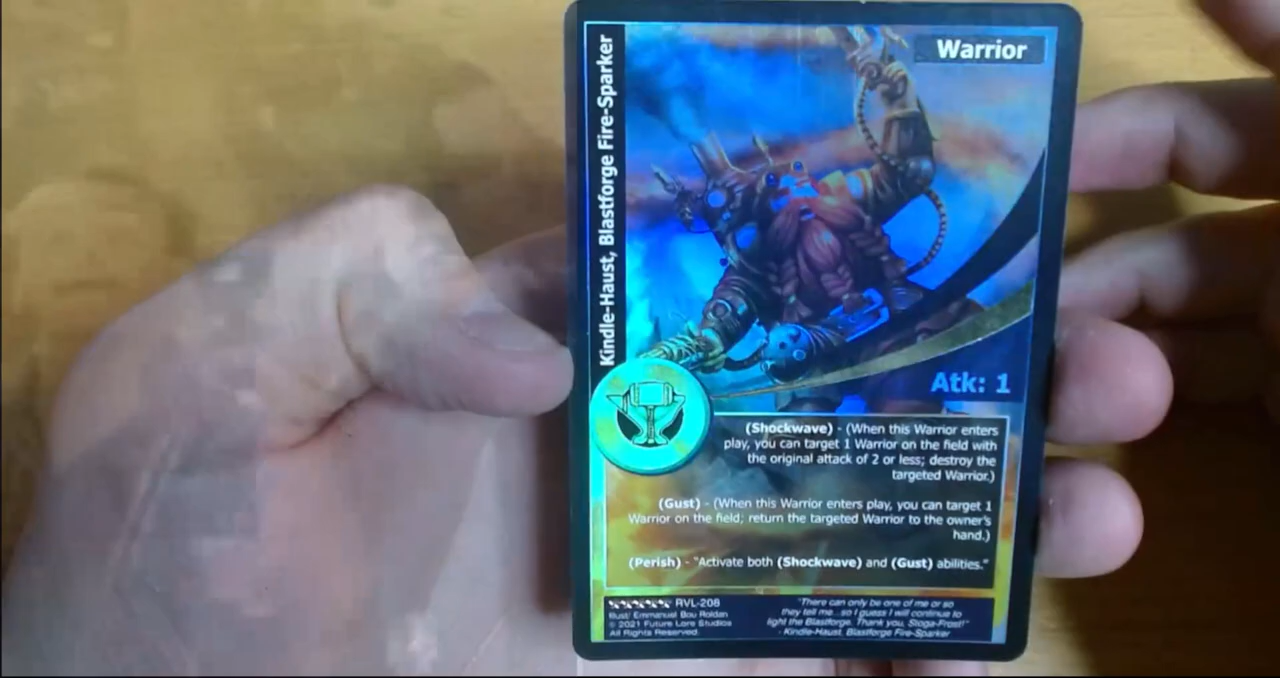 Warrior
Kindle-Haust, Blastforge Fire-Sparker
Atk: 1
(Shockwave) - (When this Warrior enters
play, you can target 1 Warrior on the field with
the original attack of 2 or less; destroy the
targeted Warrior.)
(Gust) - (When this Warrior enters play, you can target 1
Warrior on the field; return the targeted Warrior to the owner's
hand.)
(Perish) - "Activate both (Shockwave) and (Gust) abilities."
RVL-208
Illust: Emmanuel Bou Roldan
© 2021 Future Lore Studios
All Rights Reserved.
"There can only be one of me or so
they tell me...so I guess I will continue to
light the Blastforge. Thank you, Stoga-Frost!"
- Kindle-Haust, Blastforge Fire-Sparker